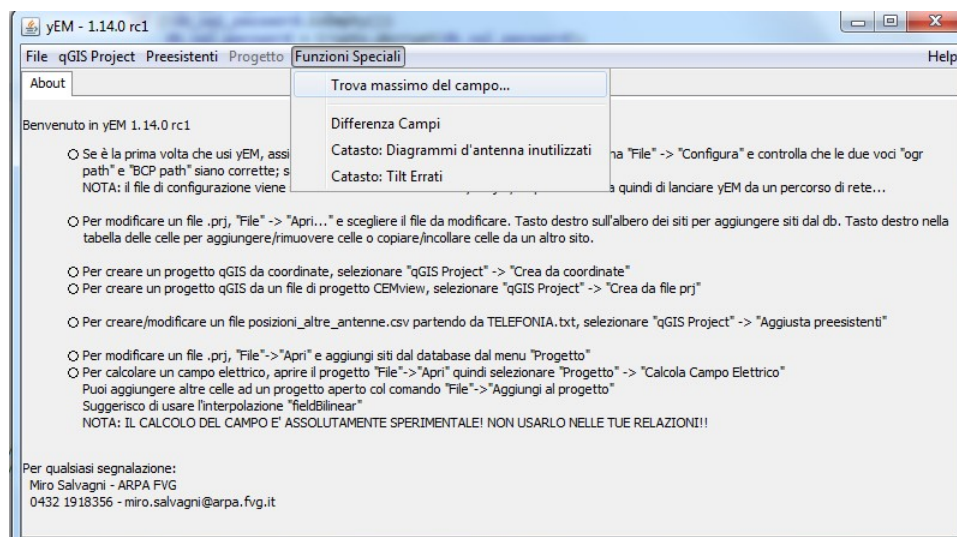 yEM - 1.14.0 rc1
File qGIS Project Preesistenti Progetto Funzioni Speciali Help
About
Trova massimo del campo...
Differenza Campi
Catasto: Diagrammi d'antenna inutilizzati
Catasto: Tilt Errati
Benvenuto in yEM 1.14.0 rc1
Se è la prima volta che usi yEM, "File" -> "Configura" e controlla che le due voci "ogr
path" e "BCP path" siano corrette;
NOTA: il file di configurazione viene quindi di lanciare yEM da un percorso di rete...
Per modificare un file .prj, "File" -> "Apri..." e scegliere il file da modificare. Tasto destro sull'albero dei siti per aggiungere siti dal db. Tasto destro nella
tabella delle celle per aggiungere/rimuovere celle o copiare/incollare celle da un altro sito.
Per creare un progetto qGIS da coordinate, selezionare "qGIS Project" -> "Crea da coordinate"
Per creare un progetto qGIS da un file di progetto CEMview, selezionare "qGIS Project" -> "Crea da file prj"
Per creare/modificare un file posizioni_altre_antenne.csv partendo da TELEFONIA.txt, selezionare "qGIS Project" -> "Aggiusta preesistenti"
Per modificare un file .prj, "File"->"Apri" e aggiungi siti dal database dal menu "Progetto"
Per calcolare un campo elettrico, aprire il progetto "File"->"Apri" quindi selezionare "Progetto" -> "Calcola Campo Elettrico"
Puoi aggiungere altre celle ad un progetto aperto col comando "File"->"Aggiungi al progetto"
Suggerisco di usare l'interpolazione "fieldBilinear"
NOTA: IL CALCOLO DEL CAMPO E' ASSOLUTAMENTE SPERIMENTALE! NON USARLO NELLE TUE RELAZIONI!!
Per qualsiasi segnalazione:
Miro Salvagni - ARPA FVG
0432 1918356 - miro.salvagni@arpa.fvg.it